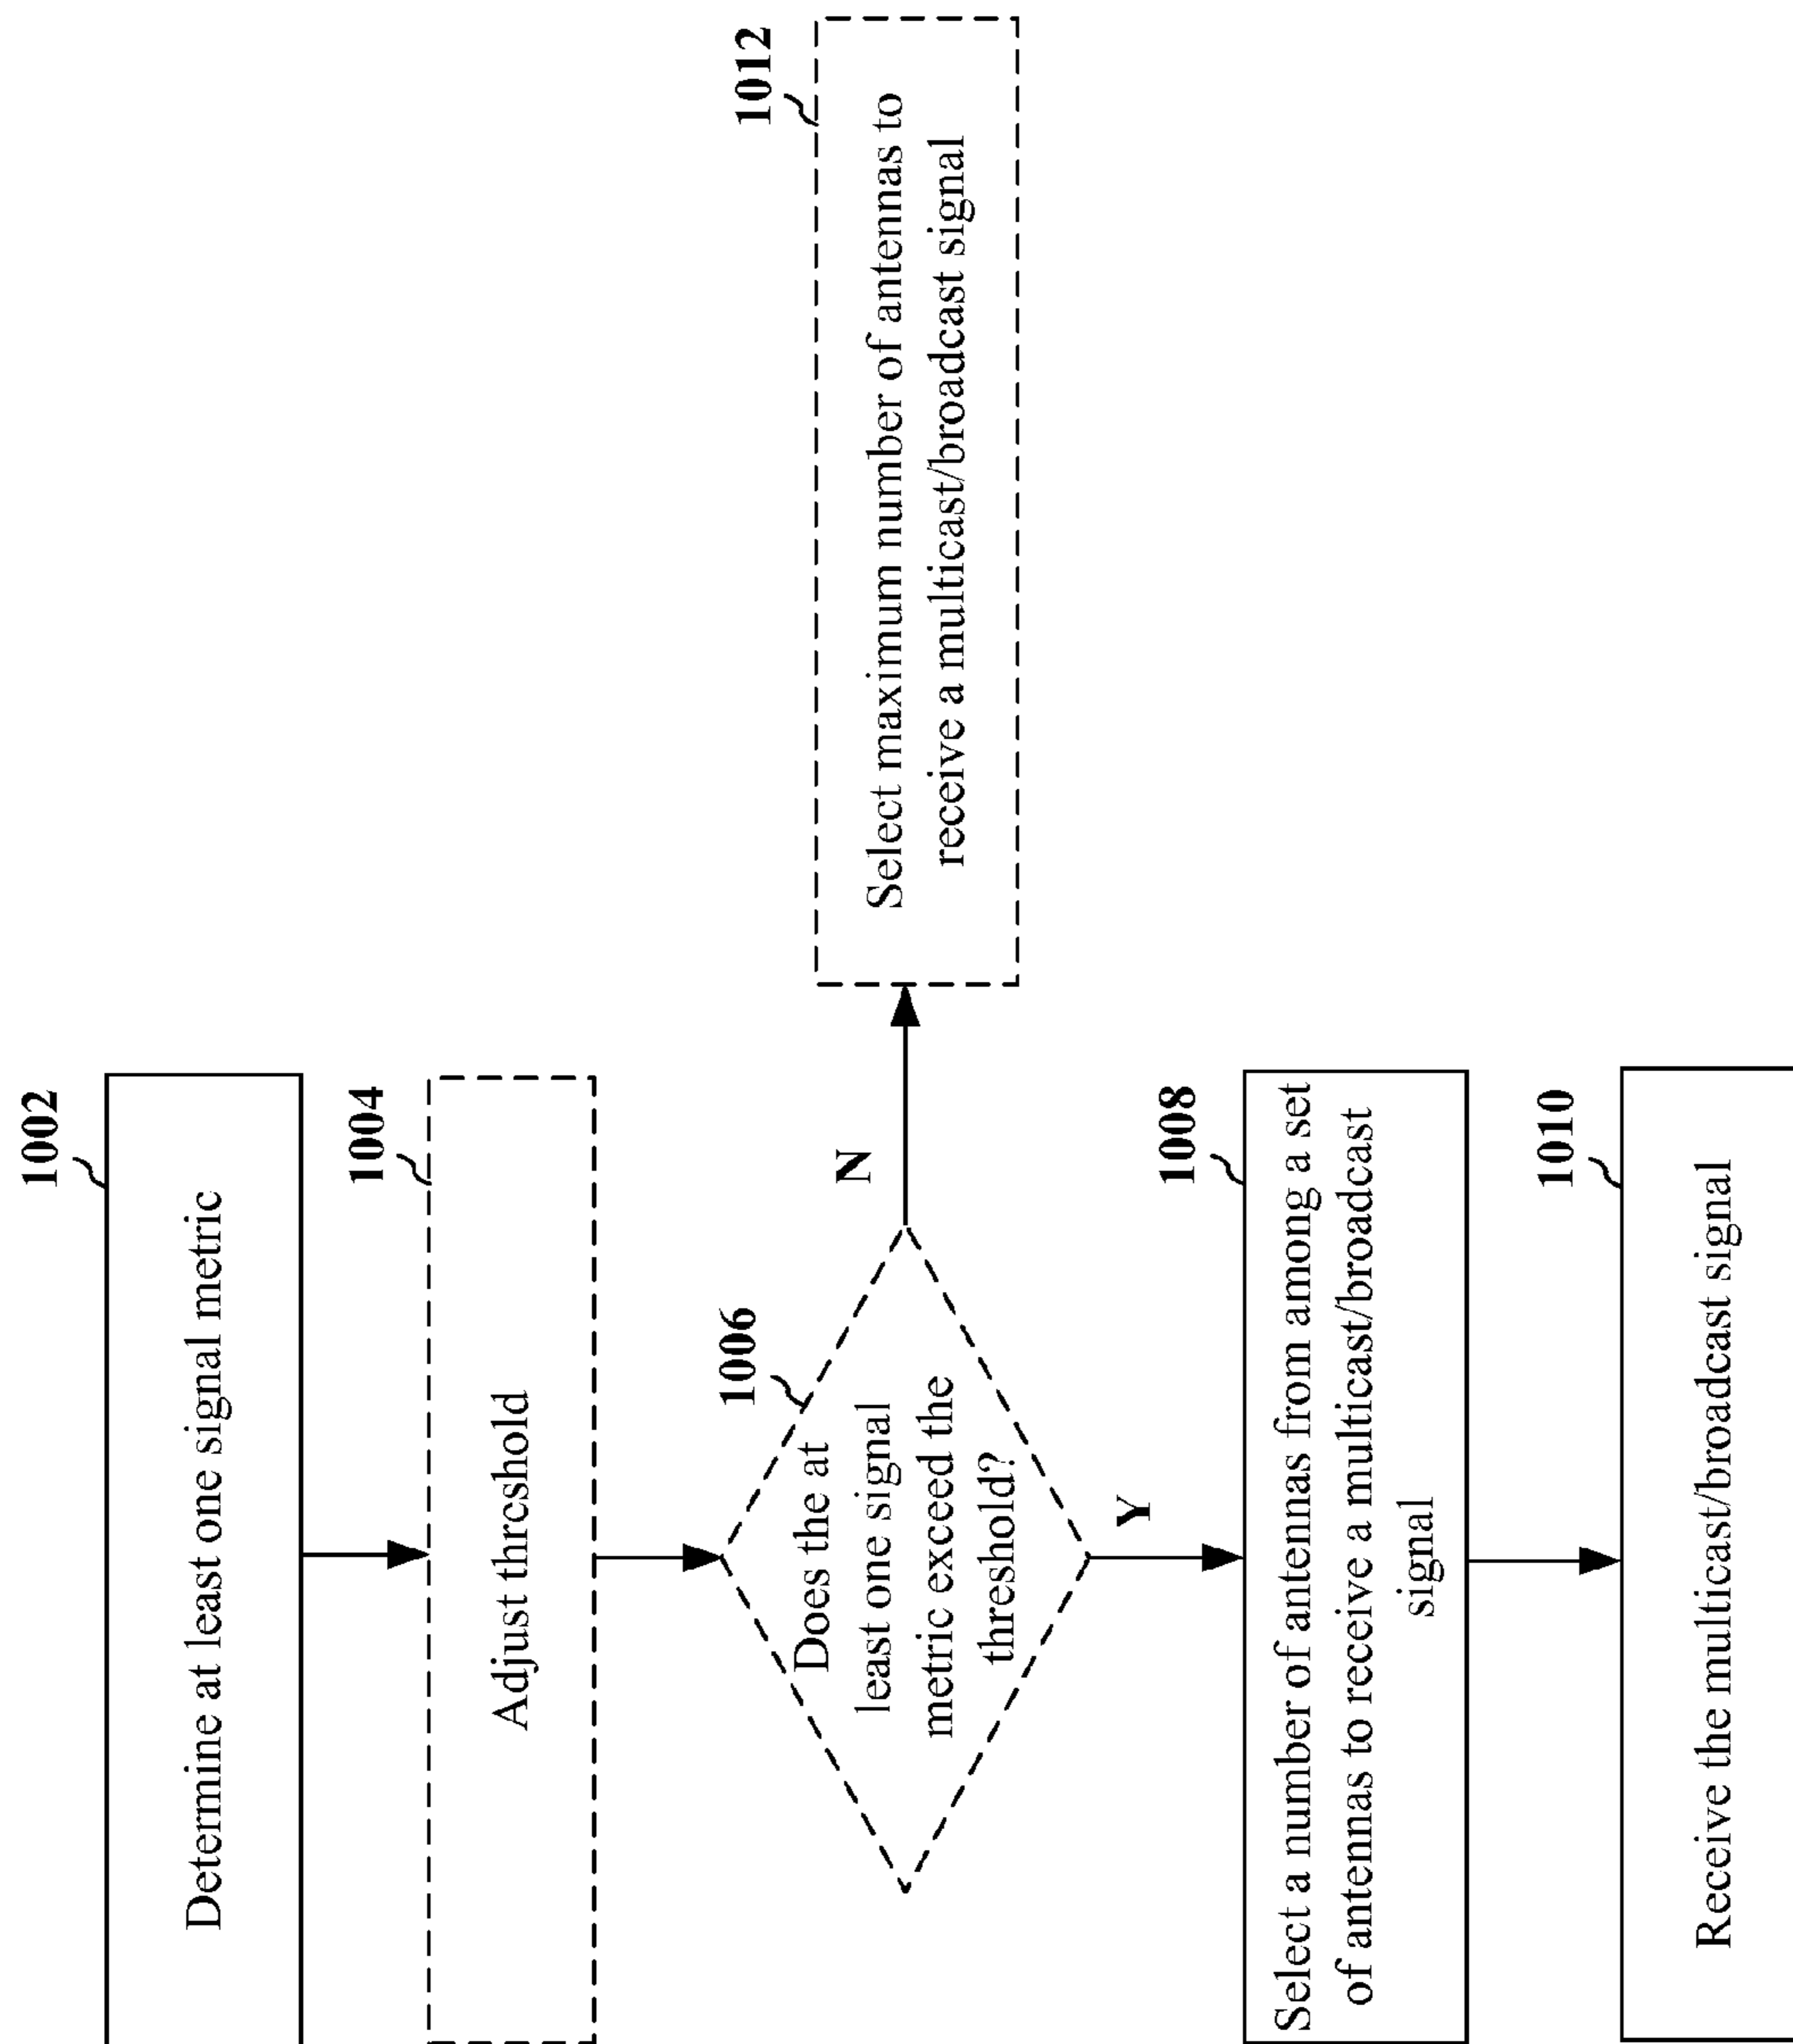 1002
Determine at least one signal metric
1004
Adjust threshold
1006
Does the at
least one signal
metric exceed the
threshold?
N
1012
Select maximum number of antennas to
receive a multicast/broadcast signal
Y
1008
Select a number of antennas from among a set
of antennas to receive a multicast/broadcast
signal
1010
Receive the multicast/broadcast signal